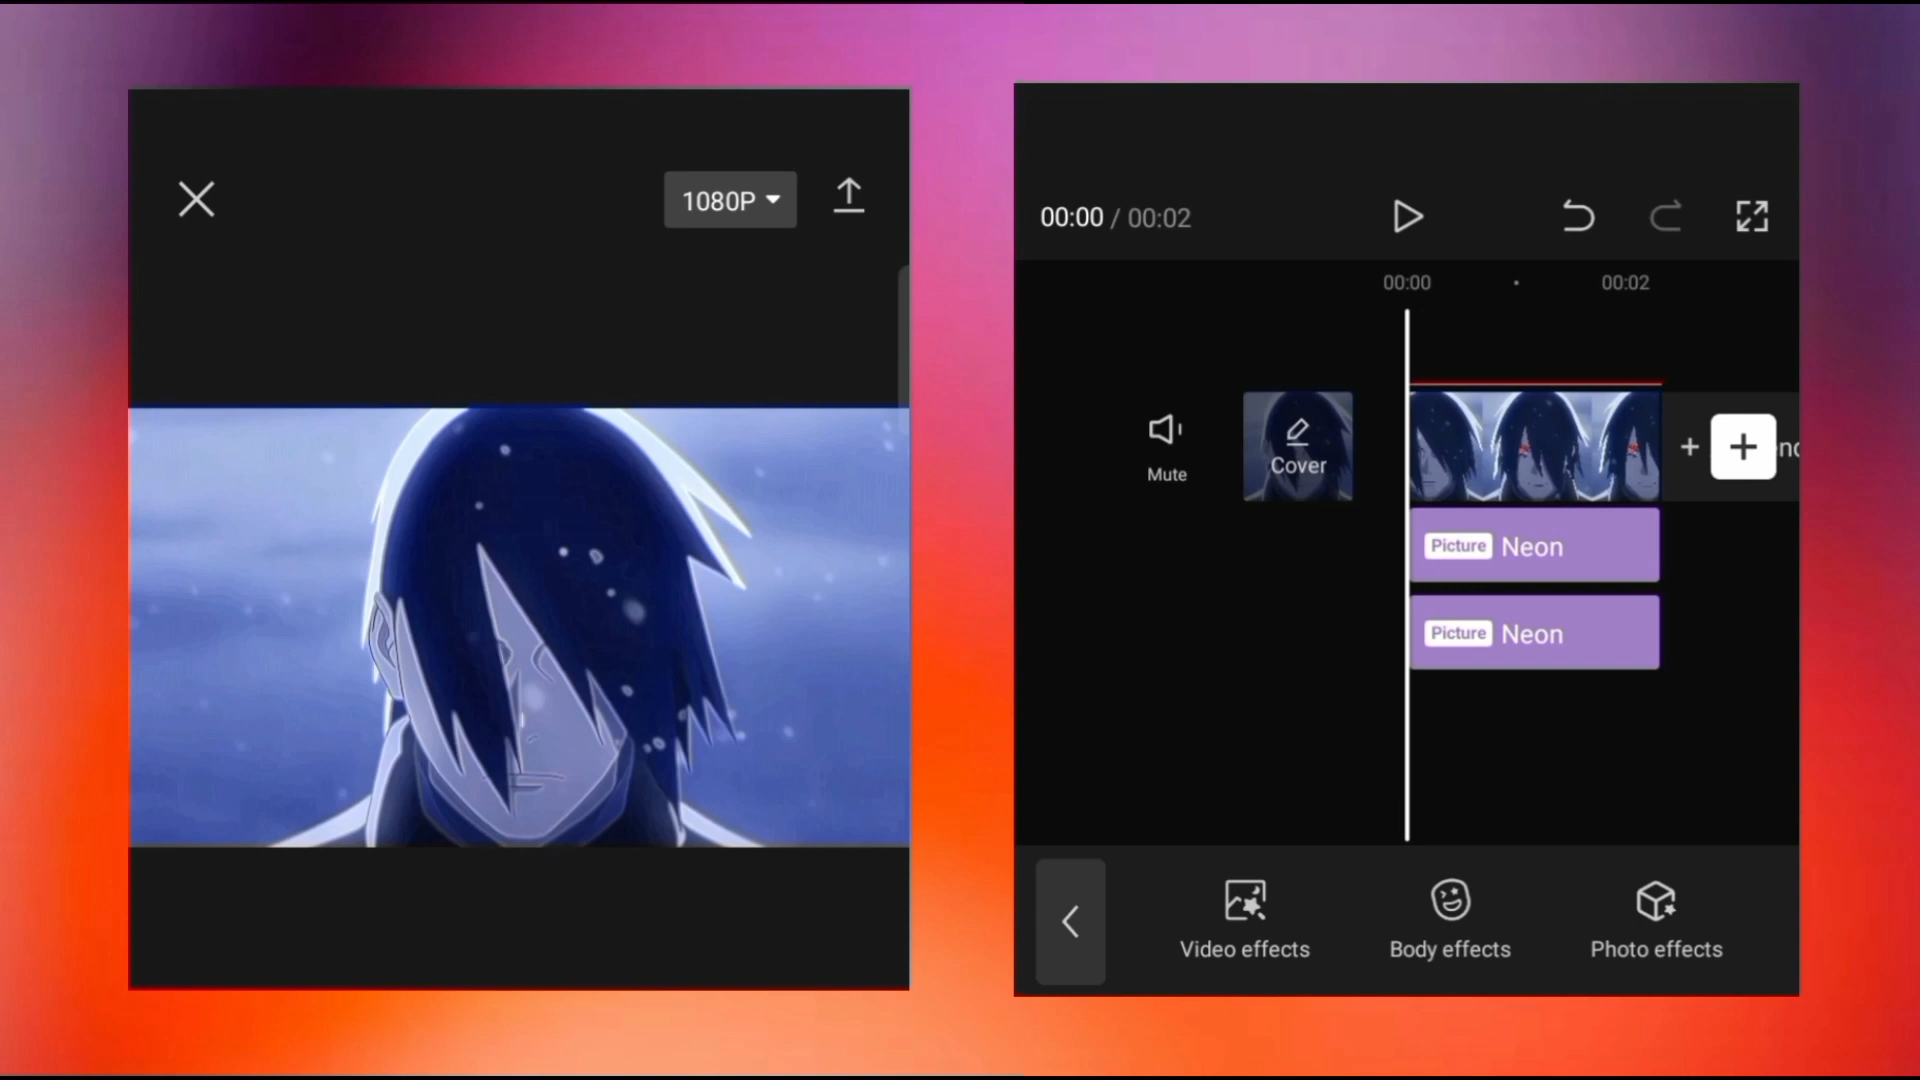 1080P
00:00 / 00:02
00:00
00:02
Mute
Cover
Picture Neon
Picture Neon
Video effects
Body effects
Photo effects